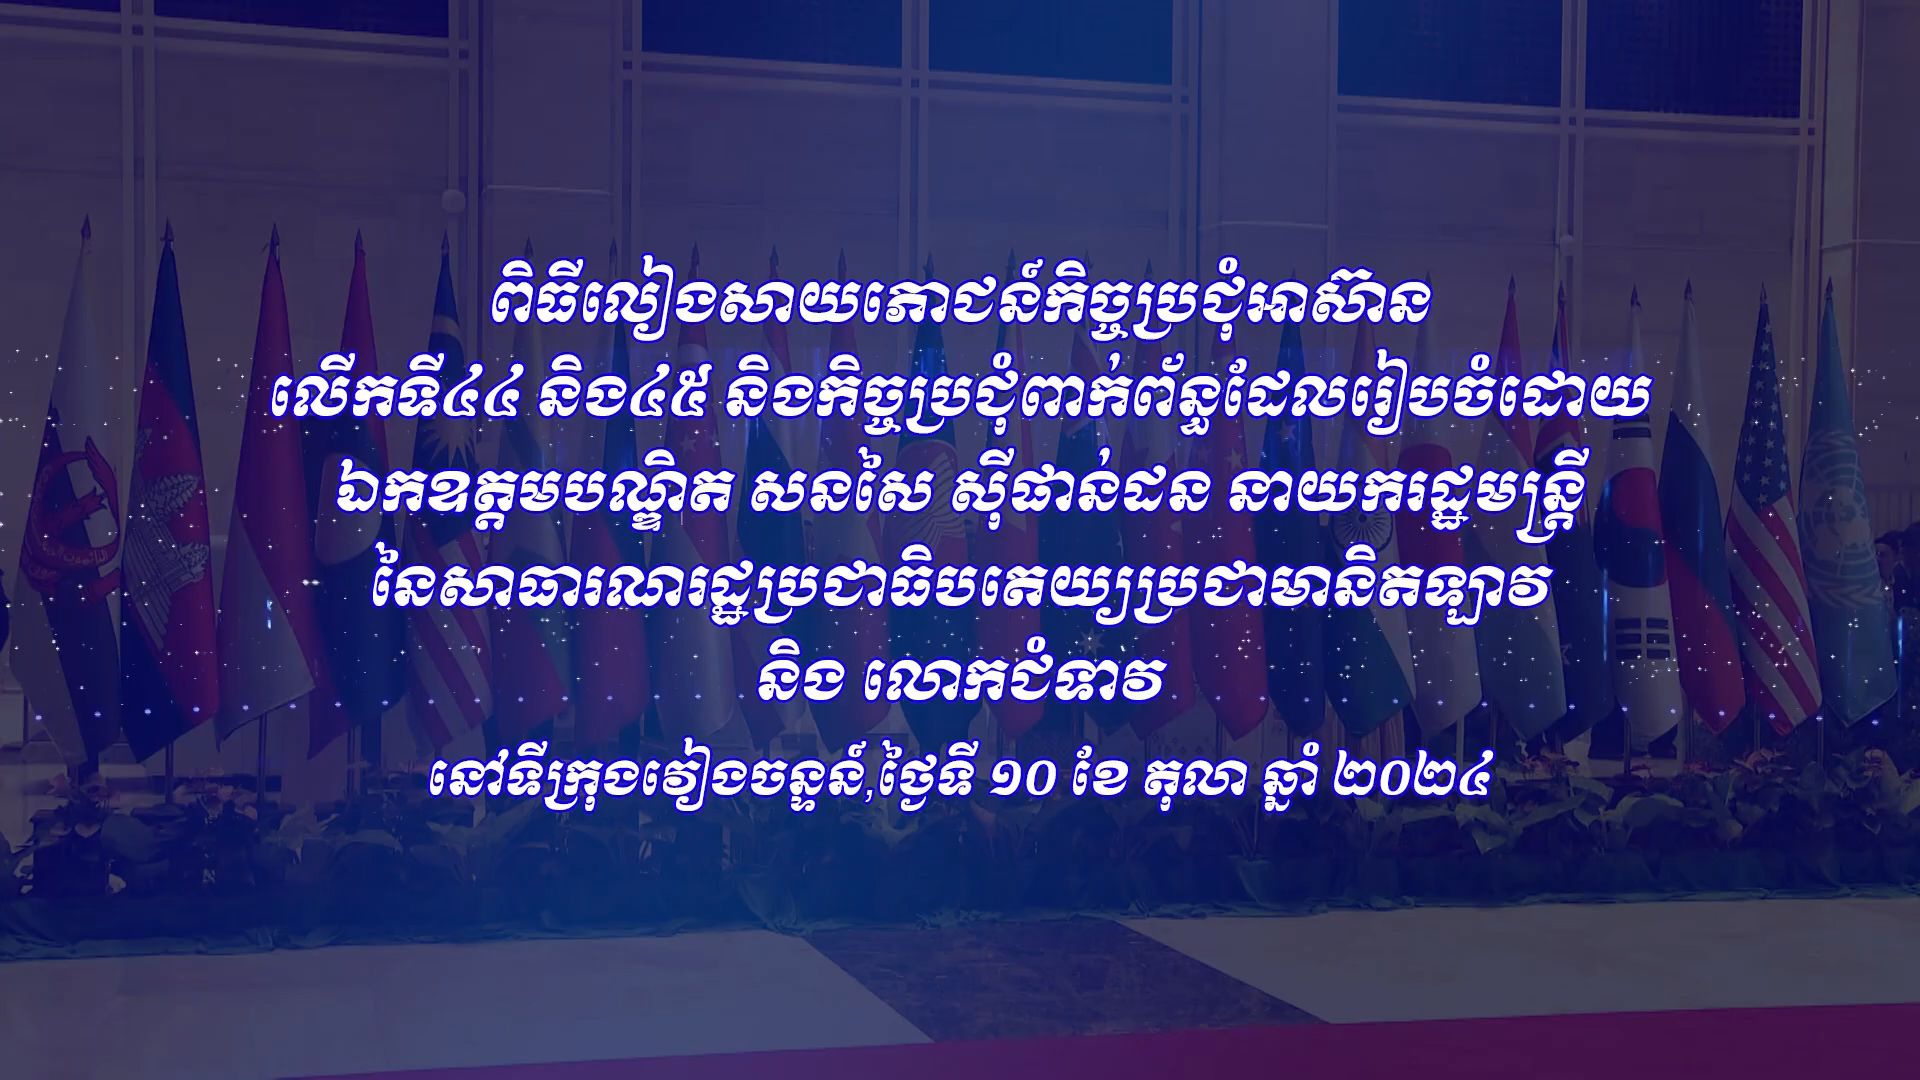 ពិធីលៀងសាយភោជន៍កិច្ចប្រជុំអាស៊ាន
លើកទី៤៤ និង៤៥ និងកិច្ចប្រជុំពាក់ព័ន្ធដែលរៀបចំដោយ
ឯកឧត្តមបណ្ឌិត សនសៃ ស៊ីផាន់ដន នាយករដ្ឋមន្ត្រី
នៃសាធារណរដ្ឋប្រជាធិបតេយ្យប្រជាមានិតឡាវ
និង លោកជំទាវ
នៅទីក្រុងវៀងចន្ទន៍,ថ្ងៃទី ១០ ខែ តុលា ឆ្នាំ ២០២៤